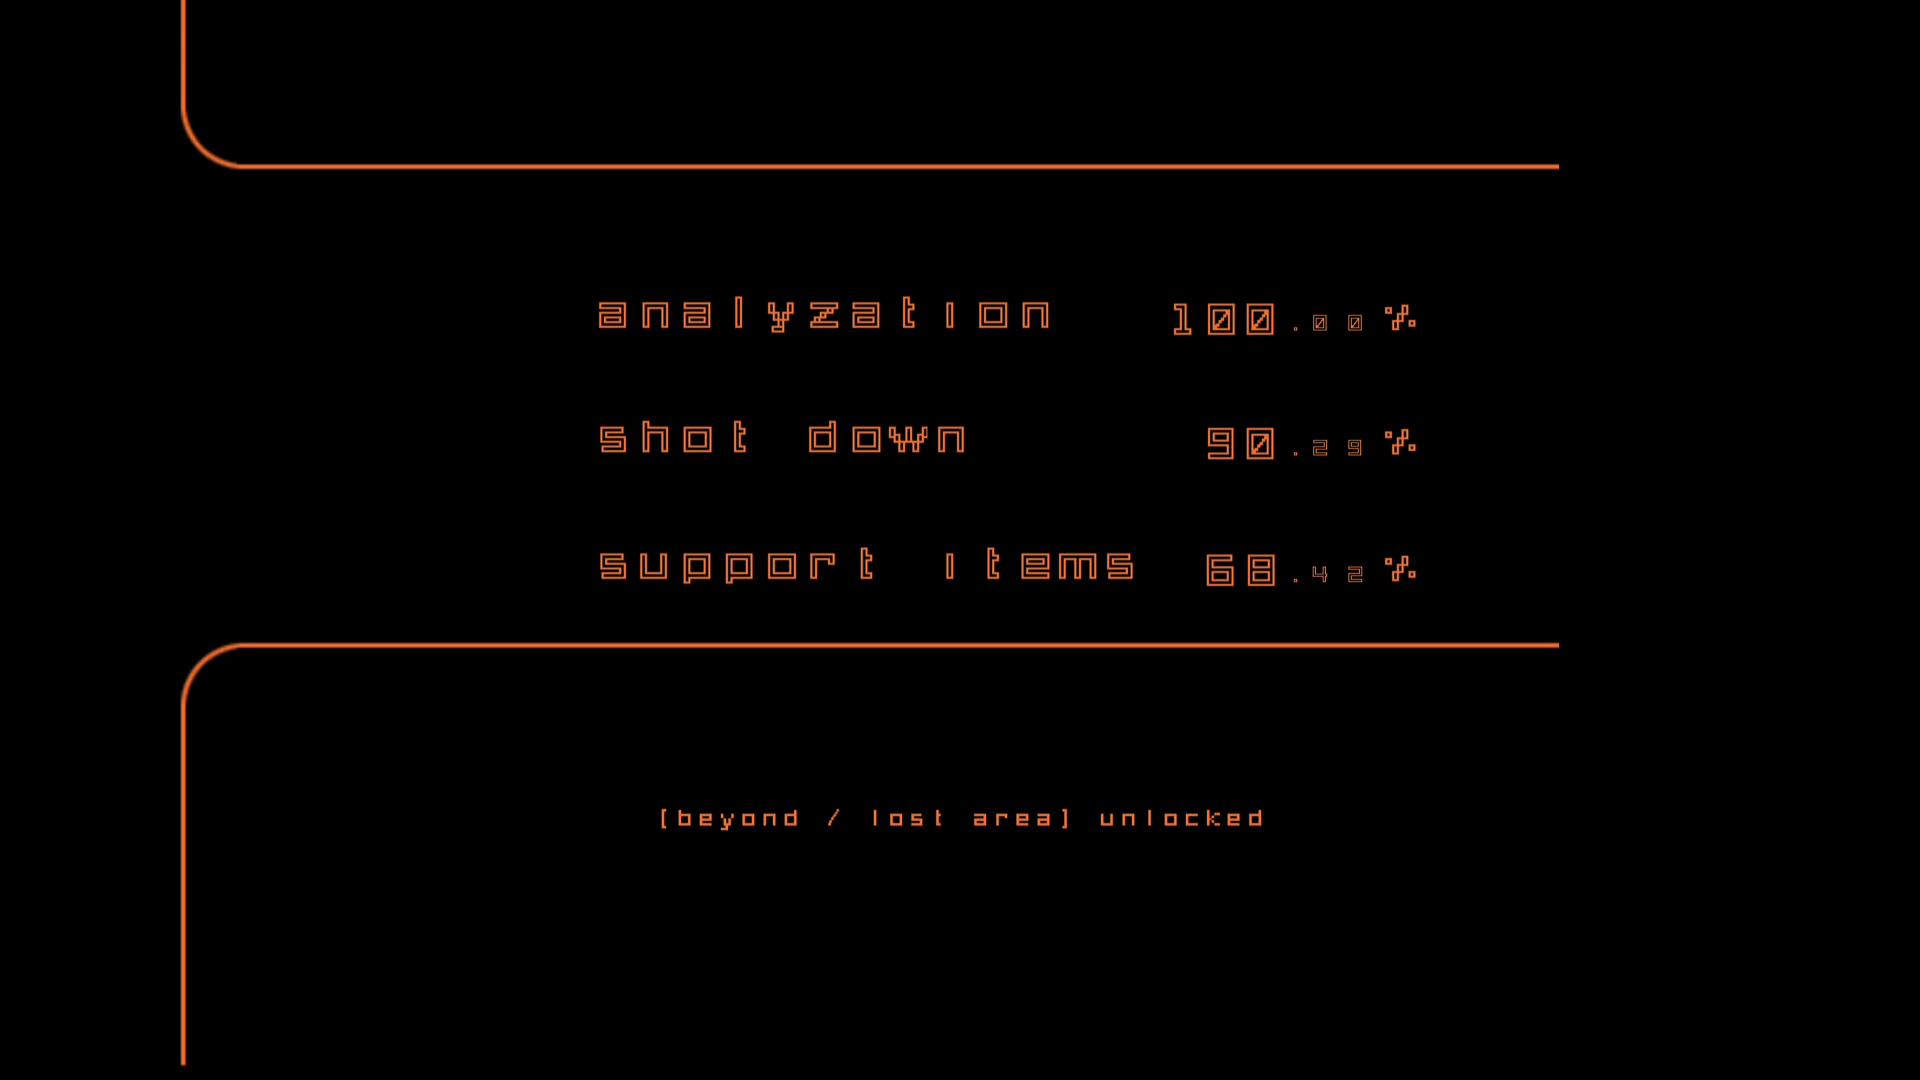 analyzation 100.00%
shot down 90.29%
support items 68.42%
[beyond / lost area] unlocked